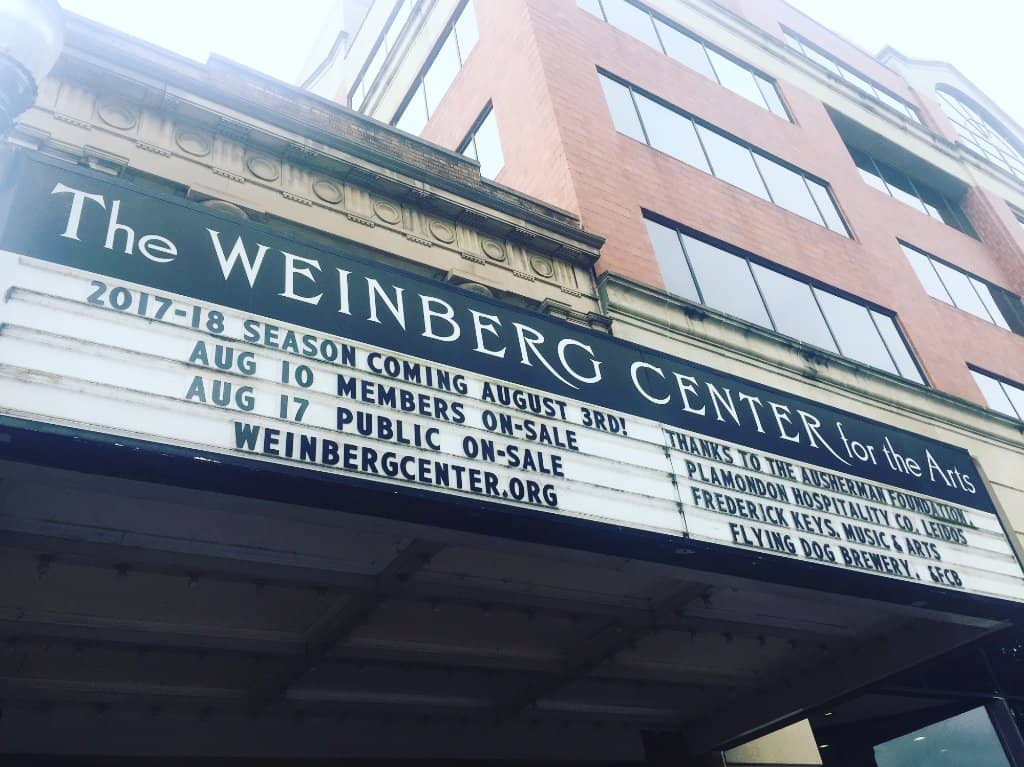 The WEINBERG CENTER for the Arts
2017-18 SEASON COMING AUGUST 3RD!
AUG 10 MEMBERS ON-SALE
AUG 17 PUBLIC ON-SALE
WEINBERGCENTER.ORG
THANKS TO THE AUSHERMAN FOUNDATION,
PLAMONDON HOSPITALITY CO. LEIDOS
FREDERICK KEYS, MUSIC & ARTS
FLYING DOG BREWERY, &FCB